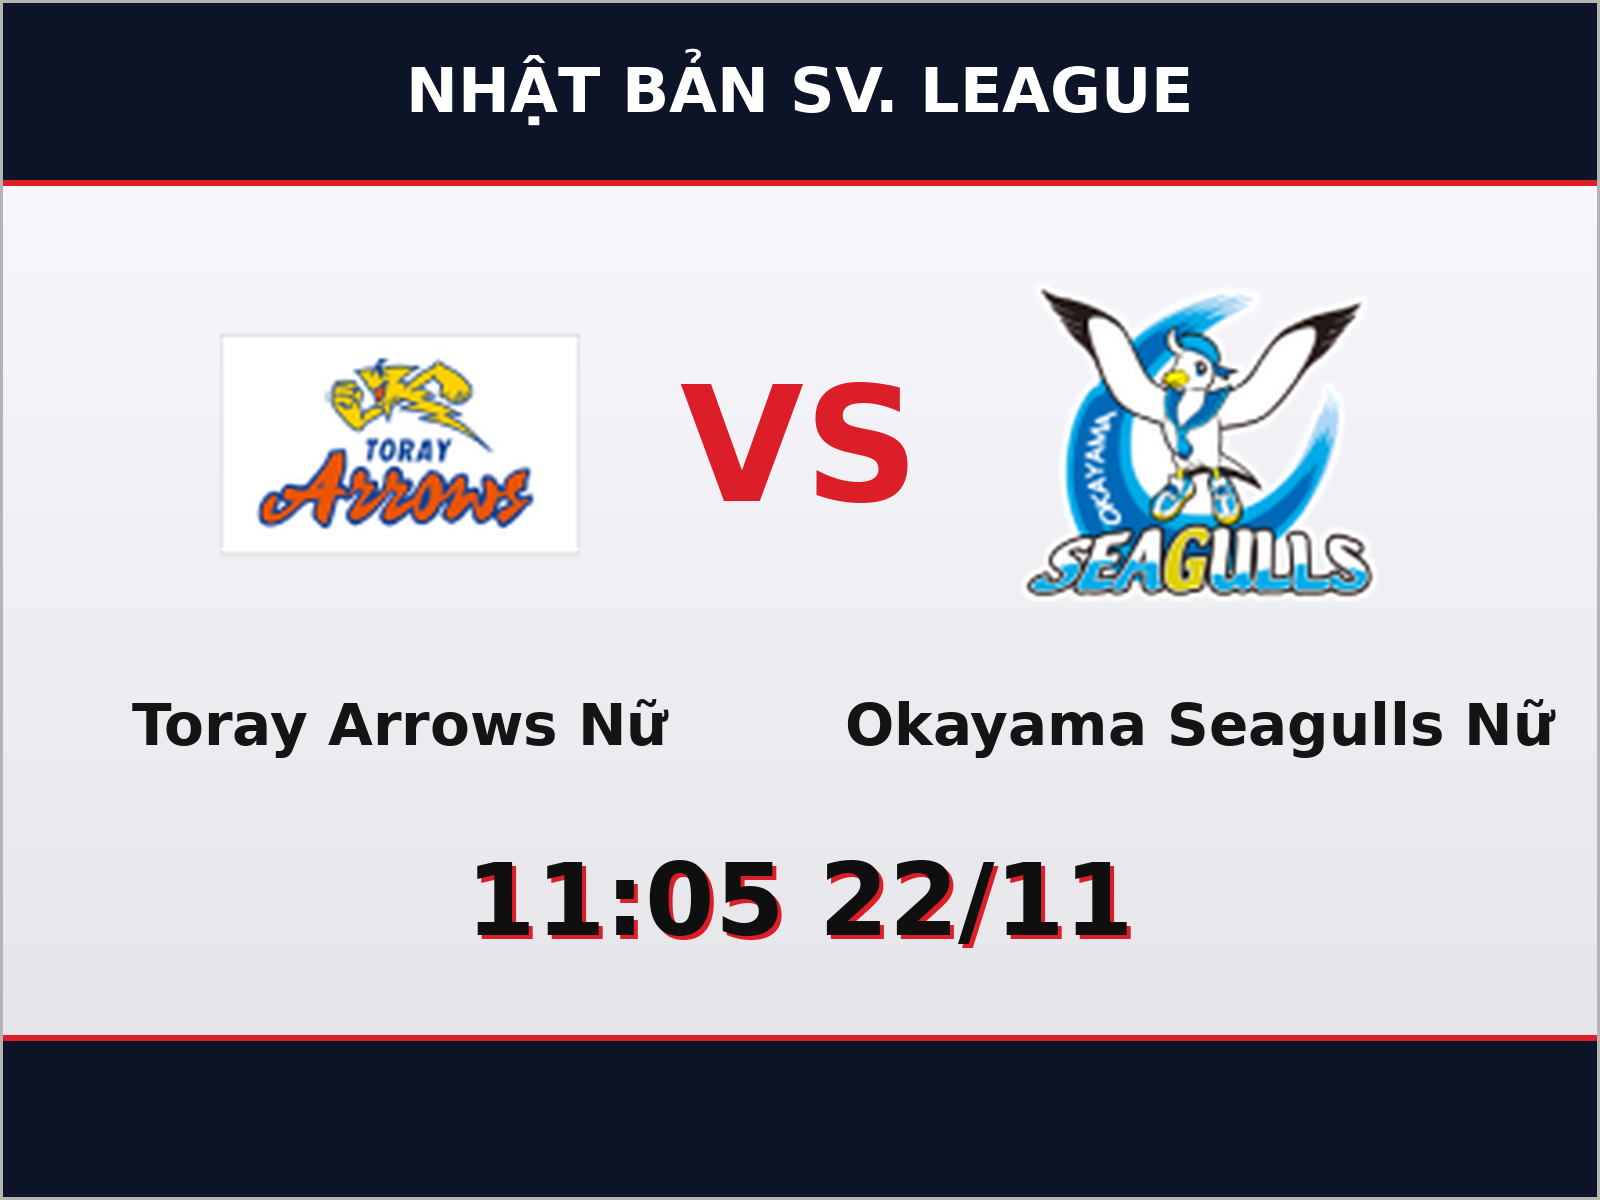 NHẬT BẢN SV. LEAGUE
TORAY
Arrows
VS
OKAYAMA
SEAGULLS
Toray Arrows Nữ
Okayama Seagulls Nữ
11:05 22/11